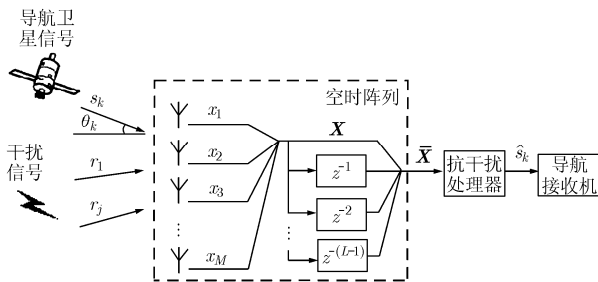 导航卫
星信号
s_k
θ_k
干扰
信号
r_1
r_j
空时阵列
x_1
x_2
x_3
⋮
x_M
X
z^{-1}
z^{-2}
⋮
z^{-(L-1)}
X̄
抗干扰
处理器
ŝ_k
导航
接收机